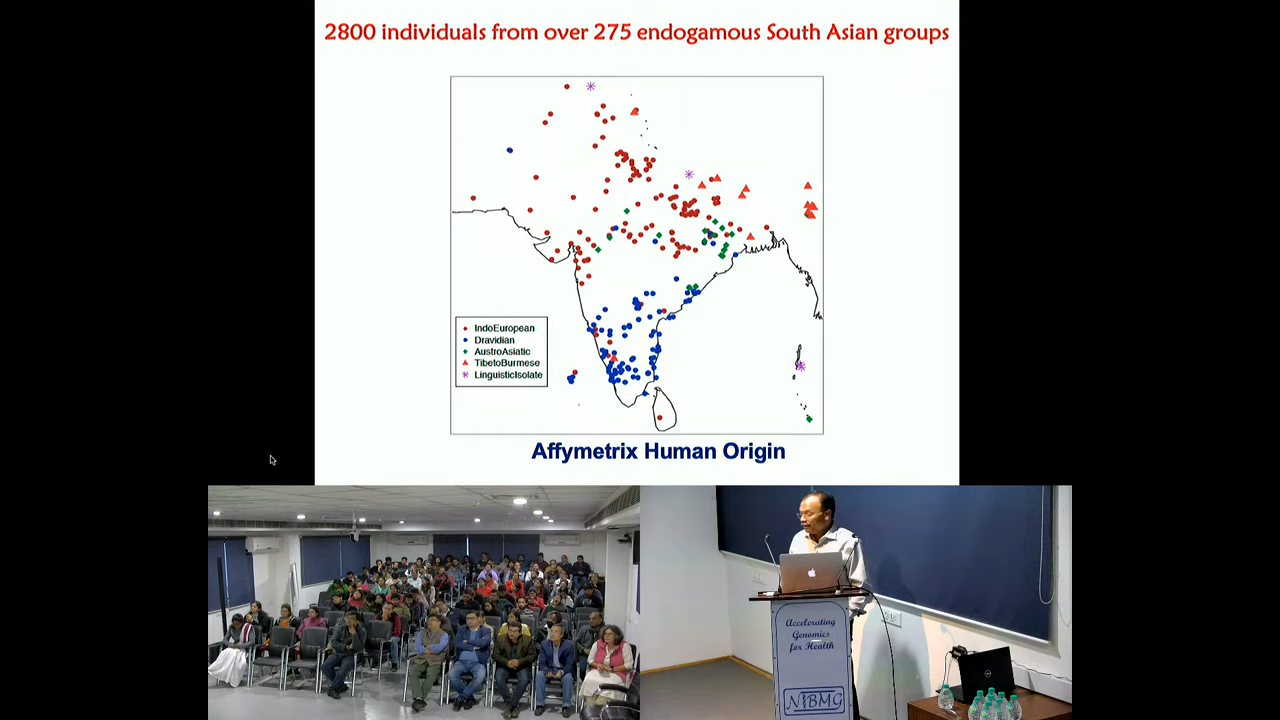 2800 individuals from over 275 endogamous South Asian groups
IndoEuropean
Dravidian
AustroAsiatic
TibetoBurmese
LinguisticIsolate
Affymetrix Human Origin
Accelerating
Genomics
for Health
NIBMG